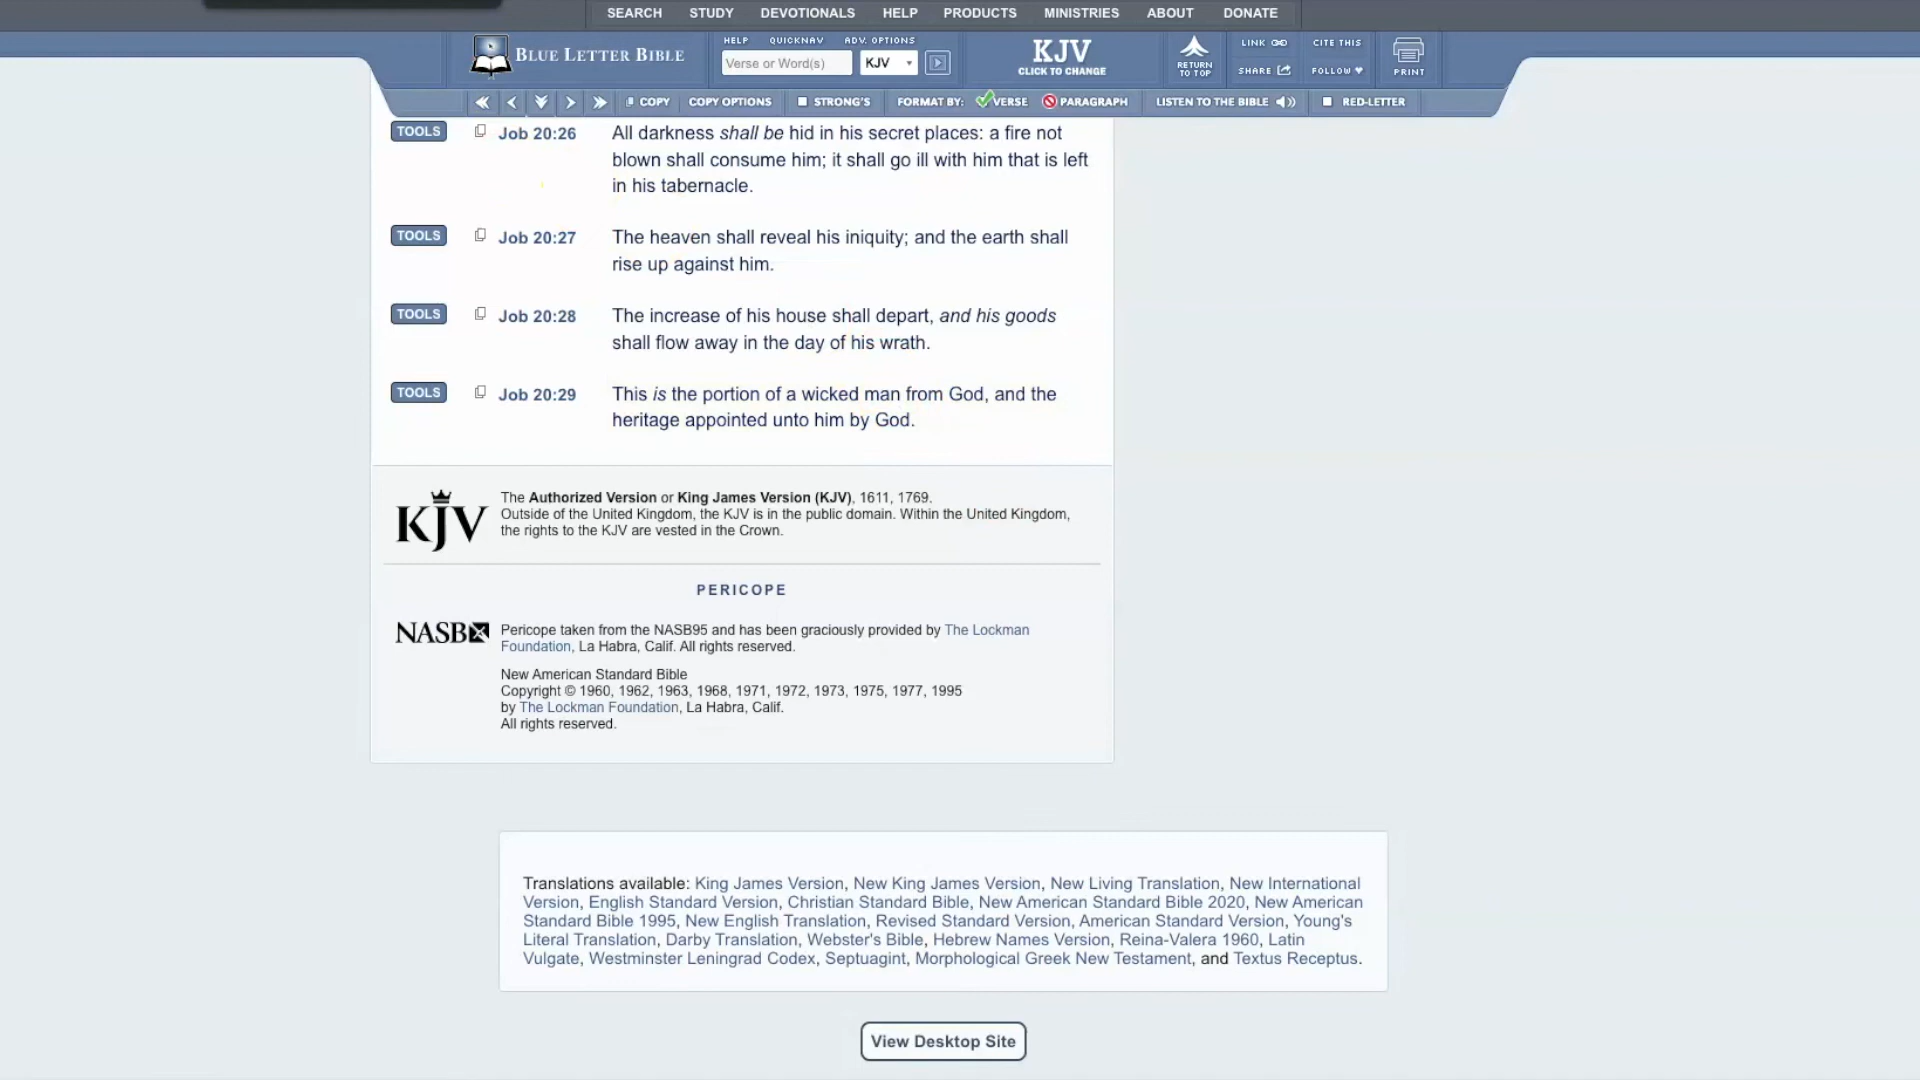 SEARCH STUDY DEVOTIONALS HELP PRODUCTS MINISTRIES ABOUT DONATE
BLUE LETTER BIBLE
HELP QUICKNAV ADV. OPTIONS
Verse or Word(s) KJV
KJV
CLICK TO CHANGE
RETURN
TO TOP
LINK CITE THIS
SHARE FOLLOW
PRINT
COPY COPY OPTIONS STRONG'S FORMAT BY: VERSE PARAGRAPH LISTEN TO THE BIBLE RED-LETTER
TOOLS Job 20:26 All darkness shall be hid in his secret places: a fire not
blown shall consume him; it shall go ill with him that is left
in his tabernacle.
TOOLS Job 20:27 The heaven shall reveal his iniquity; and the earth shall
rise up against him.
TOOLS Job 20:28 The increase of his house shall depart, and his goods
shall flow away in the day of his wrath.
TOOLS Job 20:29 This is the portion of a wicked man from God, and the
heritage appointed unto him by God.
KJV
The Authorized Version or King James Version (KJV), 1611, 1769.
Outside of the United Kingdom, the KJV is in the public domain. Within the United Kingdom,
the rights to the KJV are vested in the Crown.
PERICOPE
NASB
Pericope taken from the NASB95 and has been graciously provided by The Lockman
Foundation, La Habra, Calif. All rights reserved.
New American Standard Bible
Copyright © 1960, 1962, 1963, 1968, 1971, 1972, 1973, 1975, 1977, 1995
by The Lockman Foundation, La Habra, Calif.
All rights reserved.
Translations available: King James Version, New King James Version, New Living Translation, New International
Version, English Standard Version, Christian Standard Bible, New American Standard Bible 2020, New American
Standard Bible 1995, New English Translation, Revised Standard Version, American Standard Version, Young's
Literal Translation, Darby Translation, Webster's Bible, Hebrew Names Version, Reina-Valera 1960, Latin
Vulgate, Westminster Leningrad Codex, Septuagint, Morphological Greek New Testament, and Textus Receptus.
View Desktop Site